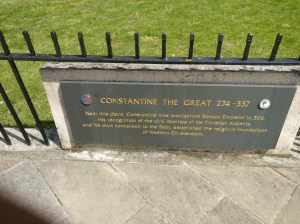 CONSTANTINE THE GREAT 274-337
Near this place, Constantine was proclaimed Roman Emperor in 306.
His recognition of the civil liberties of his Christian subjects,
and his own conversion to the faith, established the religious foundations
of Western Christendom.